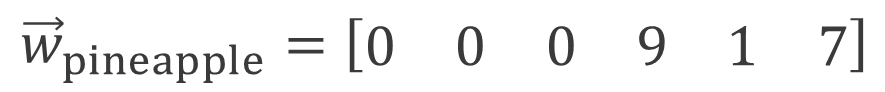 w⃗pineapple = [0 0 0 9 1 7]